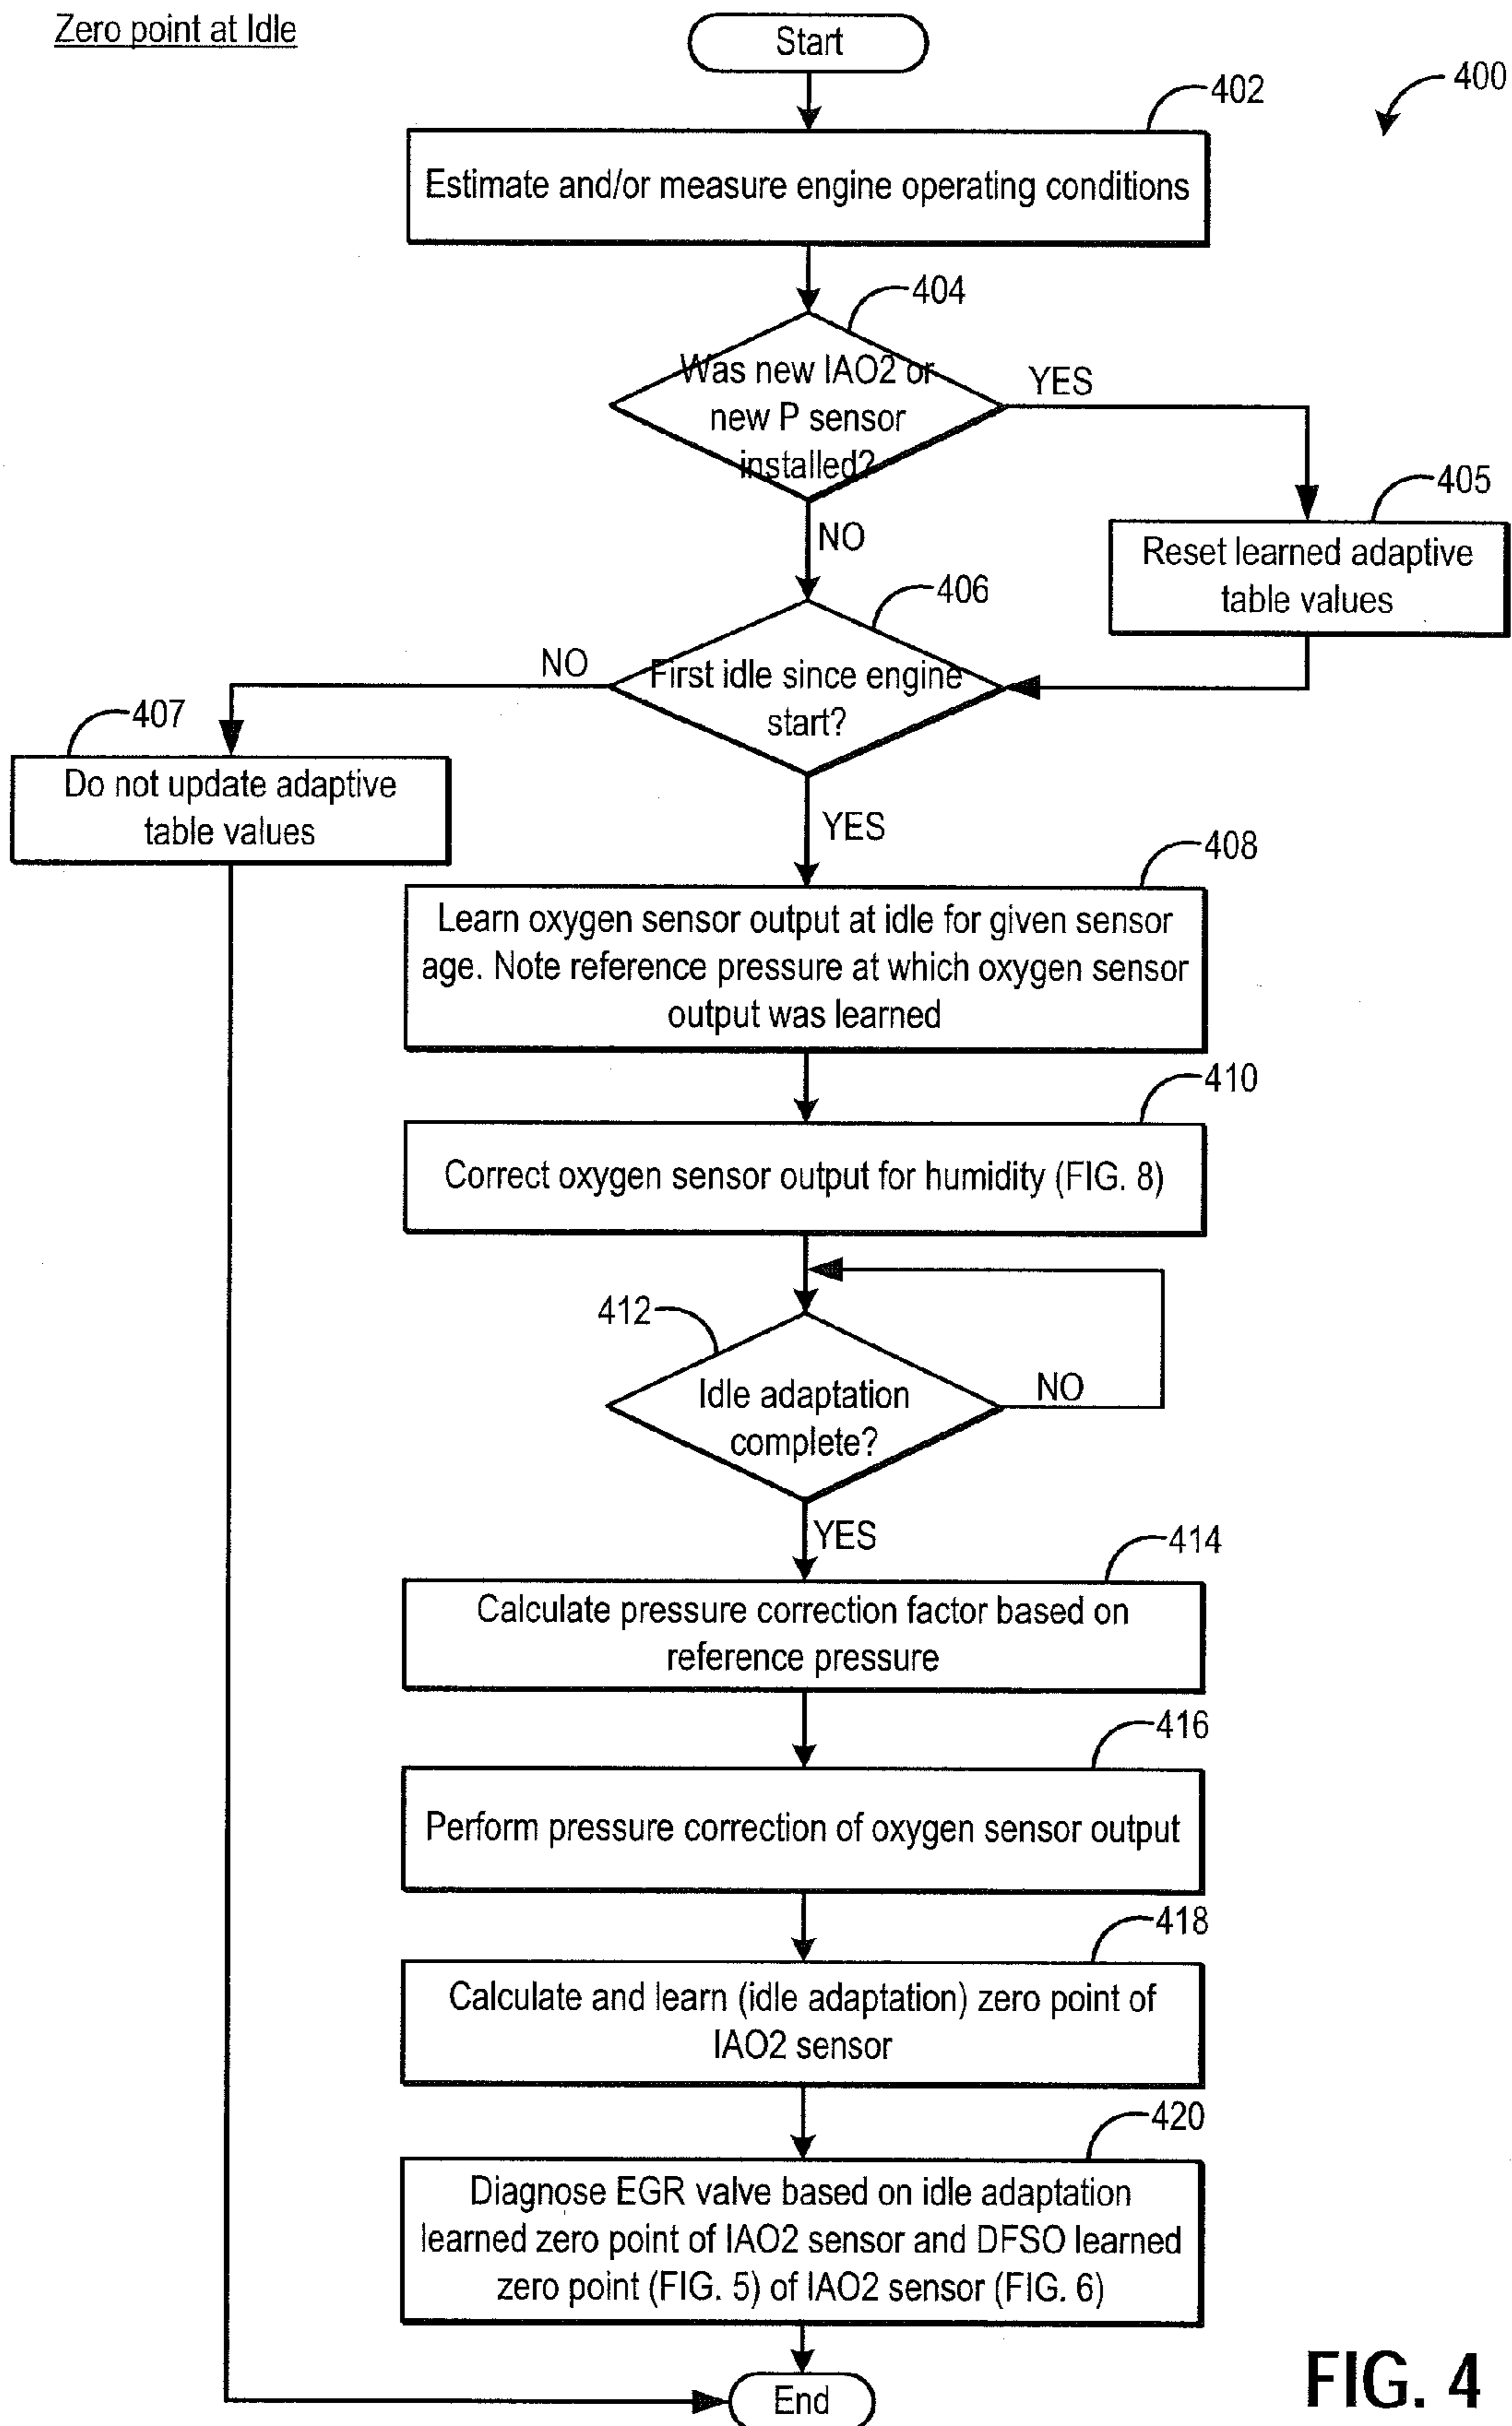 Zero point at Idle
Start
400
402
Estimate and/or measure engine operating conditions
404
Was new IAO2 or
new P sensor
installed?
YES
405
Reset learned adaptive
table values
NO
406
First idle since engine
start?
NO
407
Do not update adaptive
table values
YES
408
Learn oxygen sensor output at idle for given sensor
age. Note reference pressure at which oxygen sensor
output was learned
410
Correct oxygen sensor output for humidity (FIG. 8)
412
Idle adaptation
complete?
NO
YES
414
Calculate pressure correction factor based on
reference pressure
416
Perform pressure correction of oxygen sensor output
418
Calculate and learn (idle adaptation) zero point of
IAO2 sensor
420
Diagnose EGR valve based on idle adaptation
learned zero point of IAO2 sensor and DFSO learned
zero point (FIG. 5) of IAO2 sensor (FIG. 6)
End
FIG. 4